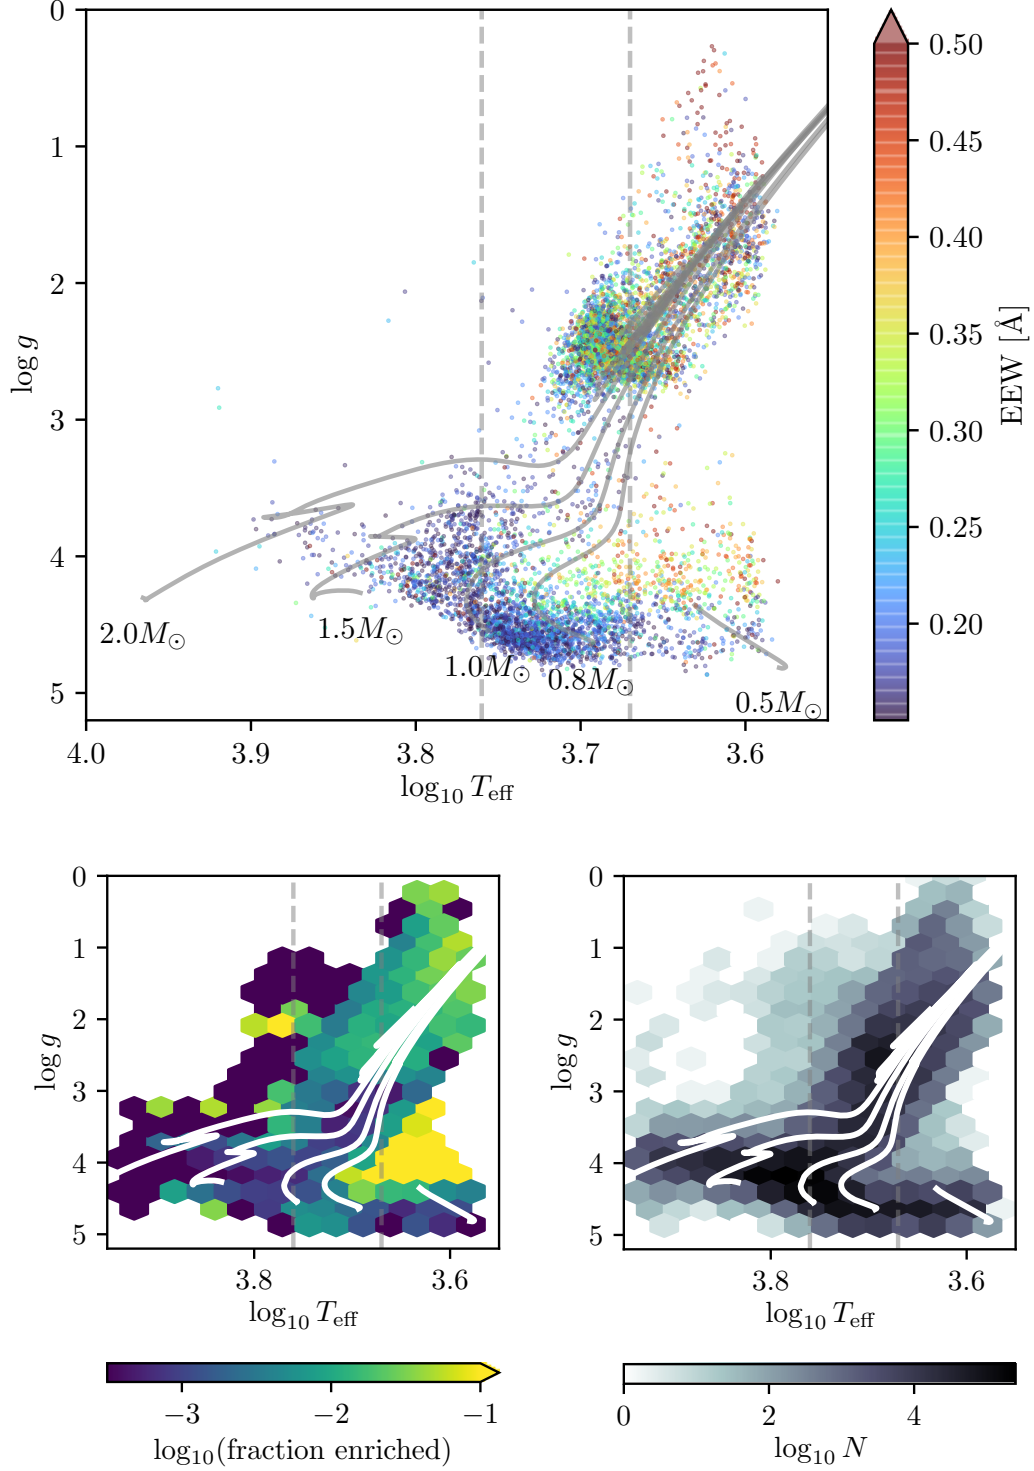 0
1
2
3
4
5
log g
4.0 3.9 3.8 3.7 3.6
log₁₀ T_eff
2.0M⊙
1.5M⊙
1.0M⊙
0.8M⊙
0.5M⊙
0.50
0.45
0.40
0.35
0.30
0.25
0.20
EEW [Å]
0
1
2
3
4
5
log g
3.8 3.6
log₁₀ T_eff
−3 −2 −1
log₁₀(fraction enriched)
0
1
2
3
4
5
log g
3.8 3.6
log₁₀ T_eff
0 2 4
log₁₀ N